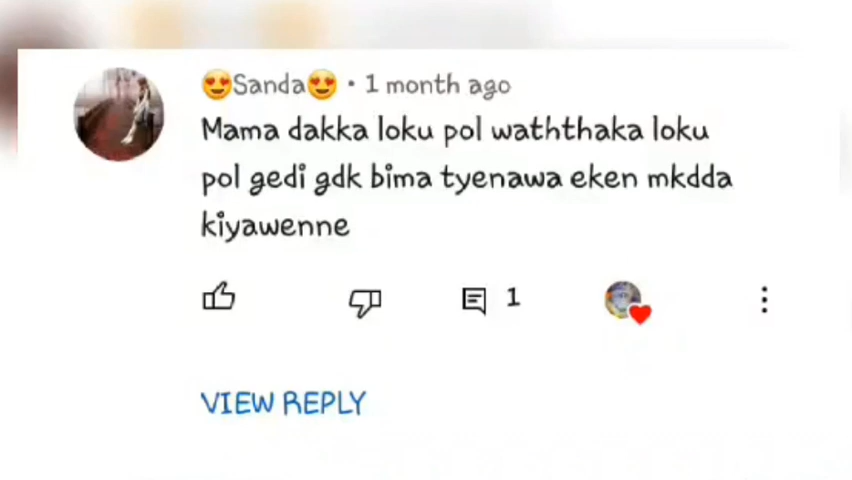 😍Sanda😍 • 1 month ago
Mama dakka loku pol waththaka loku
pol gedi gdk bima tyenawa eken mkdda
kiyawenne
1
VIEW REPLY